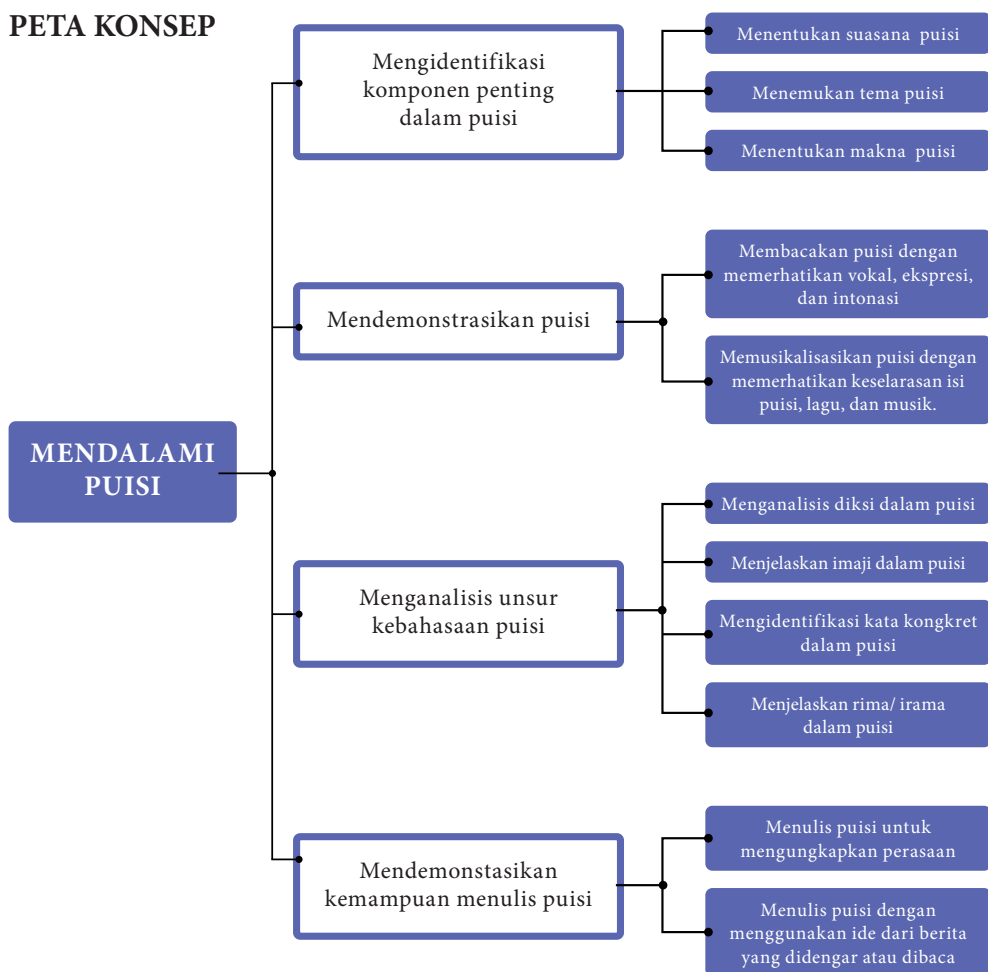 PETA KONSEP
Mengidentifikasi
komponen penting
dalam puisi
Menentukan suasana puisi
Menemukan tema puisi
Menentukan makna puisi
Mendemonstrasikan puisi
Membacakan puisi dengan
memerhatikan vokal, ekspresi,
dan intonasi
Memusikalisasikan puisi dengan
memerhatikan keselarasan isi
puisi, lagu, dan musik.
MENDALAMI
PUISI
Menganalisis unsur
kebahasaan puisi
Menganalisis diksi dalam puisi
Menjelaskan imaji dalam puisi
Mengidentifikasi kata kongkret
dalam puisi
Menjelaskan rima/ irama
dalam puisi
Mendemonstasikan
kemampuan menulis puisi
Menulis puisi untuk
mengungkapkan perasaan
Menulis puisi dengan
menggunakan ide dari berita
yang didengar atau dibaca